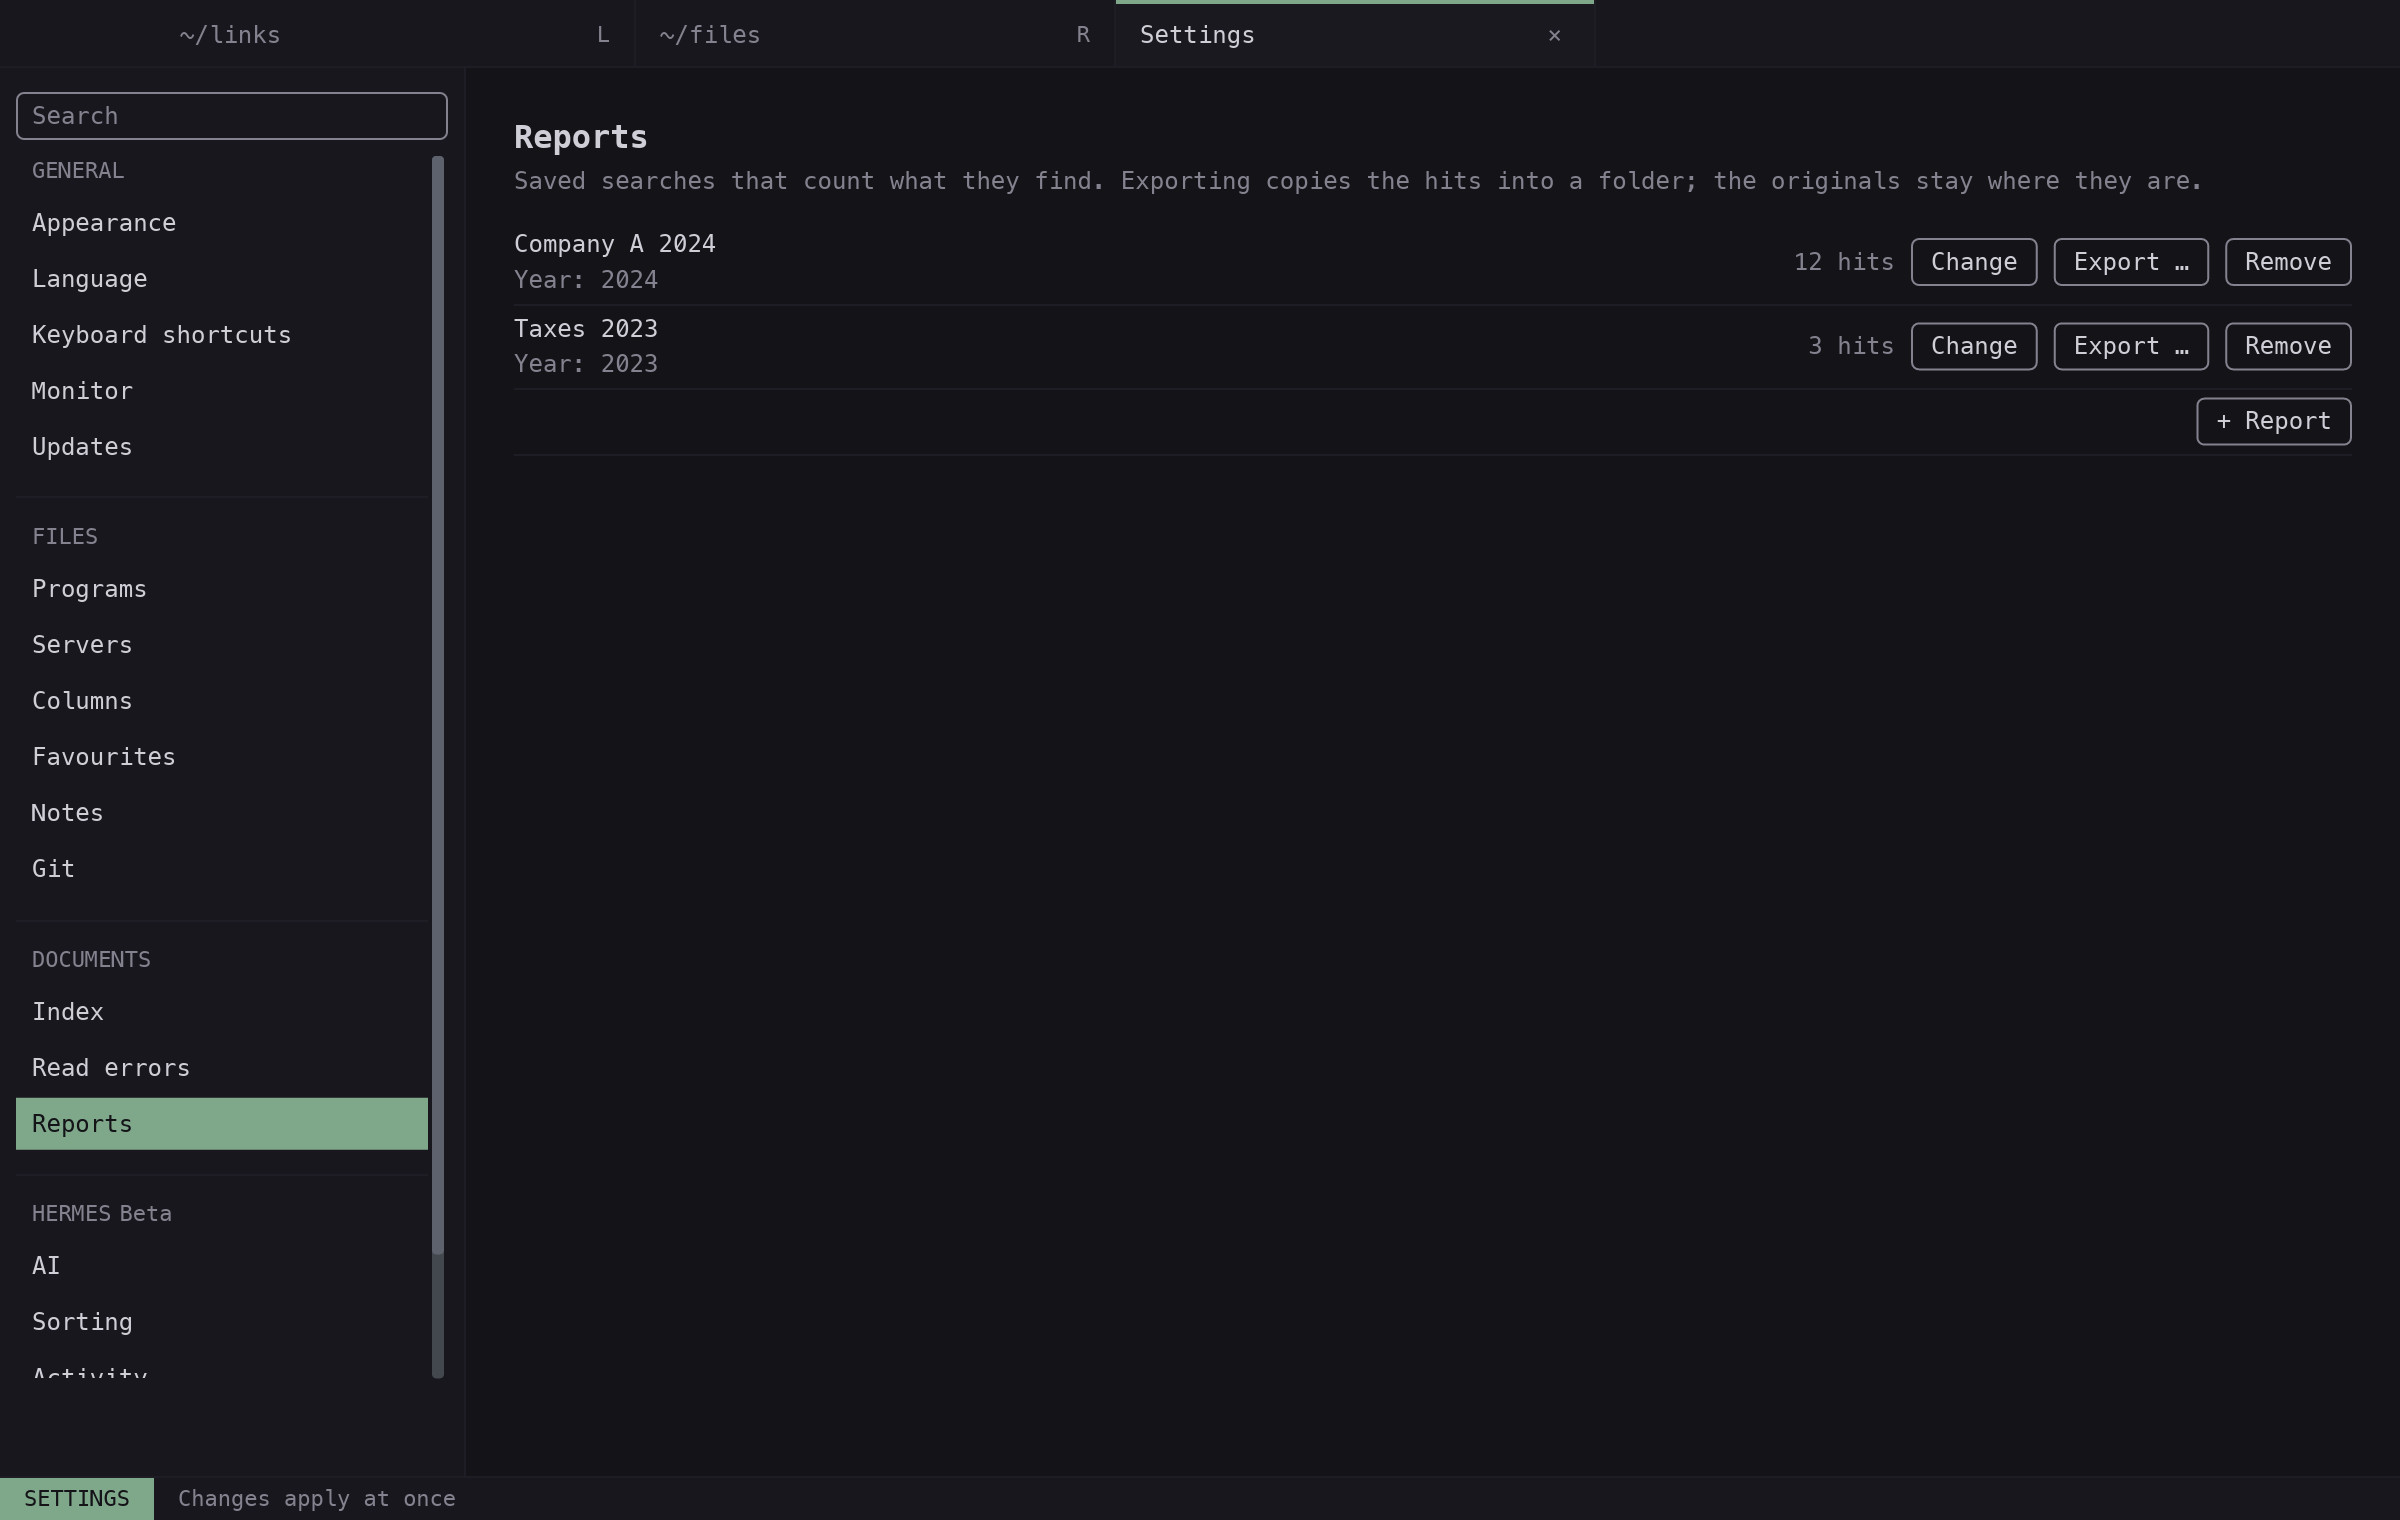 ~/links L ~/files R Settings ×
Search
GENERAL
Appearance
Language
Keyboard shortcuts
Monitor
Updates
FILES
Programs
Servers
Columns
Favourites
Notes
Git
DOCUMENTS
Index
Read errors
Reports
HERMES Beta
AI
Sorting
Activity
Reports
Saved searches that count what they find. Exporting copies the hits into a folder; the originals stay where they are.
Company A 2024
Year: 2024
12 hits Change Export … Remove
Taxes 2023
Year: 2023
3 hits Change Export … Remove
+ Report
SETTINGS Changes apply at once